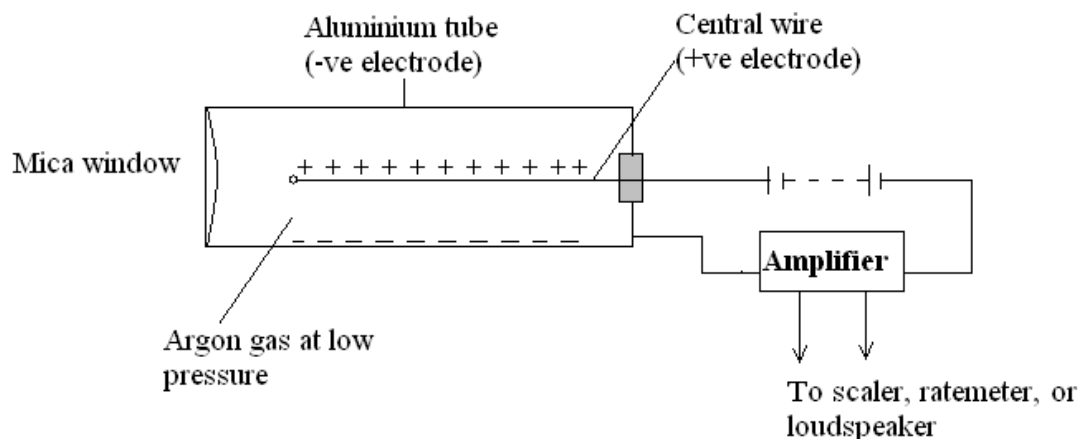 Aluminium tube
(-ve electrode)
Central wire
(+ve electrode)
Mica window
+ + + + + + + + + +
– – – – – – – – – –
Amplifier
Argon gas at low
pressure
To scaler, ratemeter, or
loudspeaker